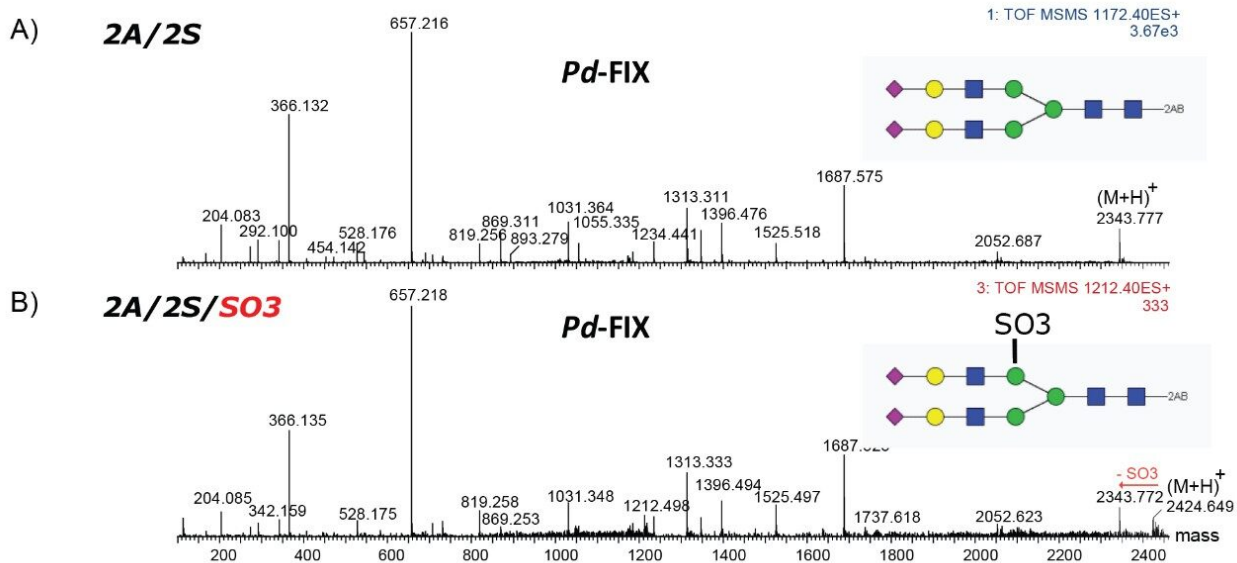 A)
2A/2S
Pd-FIX
1: TOF MSMS 1172.40ES+
3.67e3
2AB
657.216
366.132
204.083
292.100
454.142
528.176
819.256
869.311
893.279
1031.364
1055.335
1234.441
1313.311
1396.476
1525.518
1687.575
2052.687
(M+H)+
2343.777
B)
2A/2S/SO3
Pd-FIX
3: TOF MSMS 1212.40ES+
333
SO3
2AB
657.218
366.135
204.085
342.159
528.175
819.258
869.253
1031.348
1212.498
1313.333
1396.494
1525.497
1737.618
2052.623
- SO3
2343.772
(M+H)+
2424.649
200 400 600 800 1000 1200 1400 1600 1800 2000 2200 2400 mass